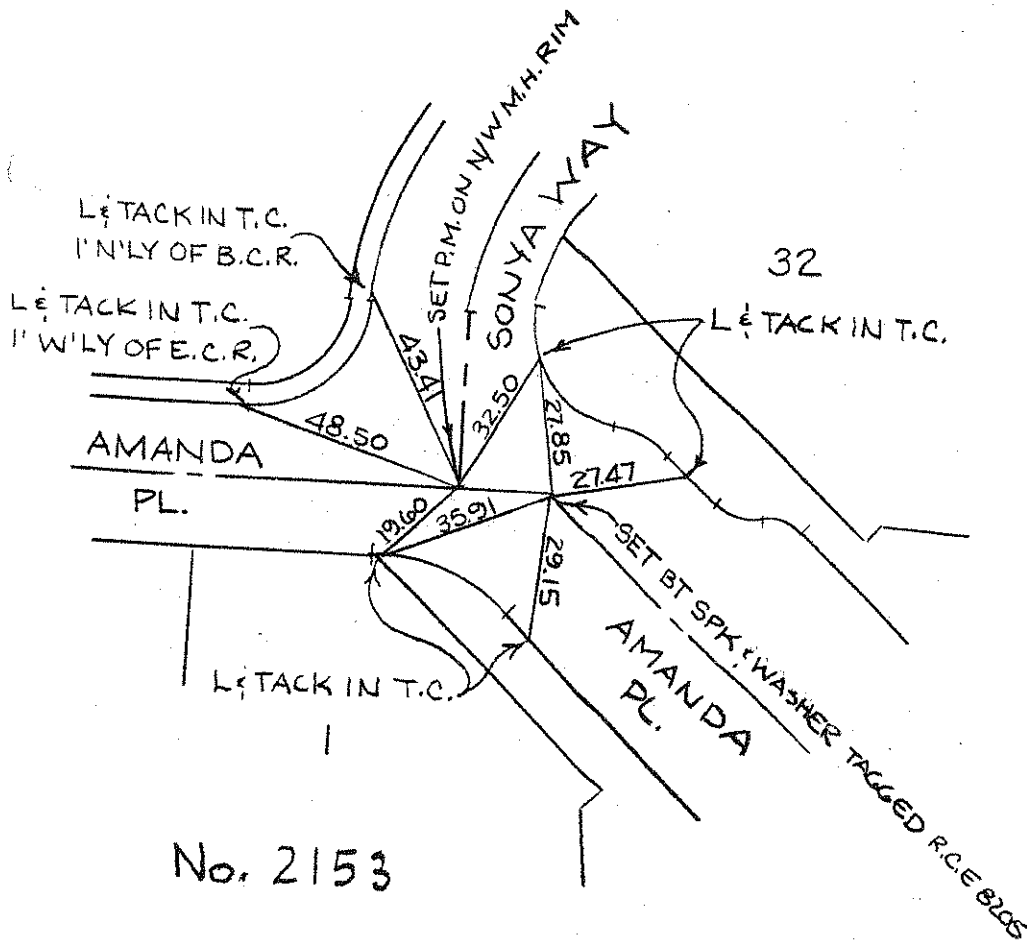 SET P.M. ON N/W M.H. RIM
SONYA WAY
L & TACK IN T.C.
1' N'LY OF B.C.R.
32
L & TACK IN T.C.
1' W'LY OF E.C.R.
L & TACK IN T.C.
43.41
32.50
27.85
48.50
27.47
AMANDA
PL.
19.60
35.91
29.15
SET BT SPK & WASHER TAGGED R.C.E 8205
AMANDA
PL.
L & TACK IN T.C.
1
No. 2153